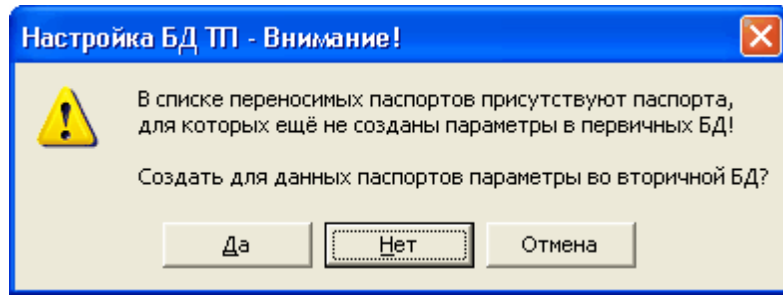 Настройка БД ТП - Внимание!
В списке переносимых паспортов присутствуют паспорта,
для которых ещё не созданы параметры в первичных БД!
Создать для данных паспортов параметры во вторичной БД?
Да Нет Отмена